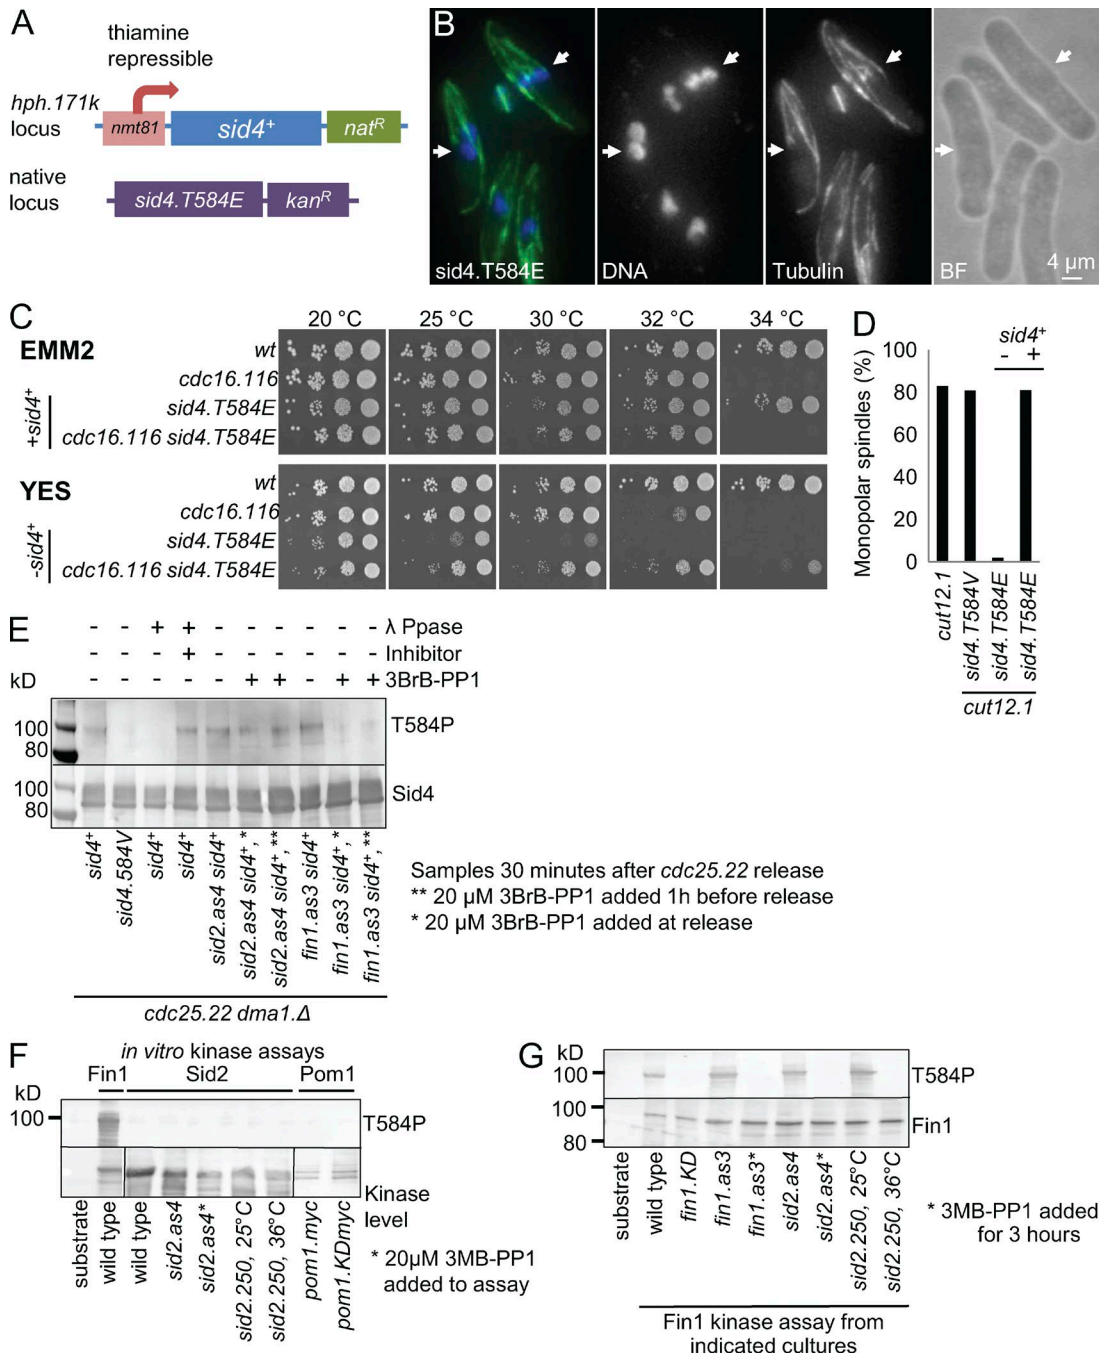 A
thiamine
repressible
hph.171k
locus
nmt81
sid4+
natR
native
locus
sid4.T584E
kanR
B
sid4.T584E
DNA
Tubulin
BF
4 µm
C
20 °C
25 °C
30 °C
32 °C
34 °C
EMM2
wt
cdc16.116
+sid4+
sid4.T584E
cdc16.116 sid4.T584E
YES
wt
cdc16.116
-sid4+
sid4.T584E
cdc16.116 sid4.T584E
D
sid4+
- +
Monopolar spindles (%)
100
80
60
40
20
0
cut12.1
sid4.T584V
sid4.T584E
sid4.T584E
cut12.1
E
- - + + - - - - - - λ Ppase
- - - + - - - - - - Inhibitor
- - - - - + + - + + 3BrB-PP1
kD
100
80
T584P
100
80
Sid4
sid4+
sid4.584V
sid4+
sid4+
sid2.as4 sid4+
sid2.as4 sid4+,*
sid2.as4 sid4+,**
fin1.as3 sid4+
fin1.as3 sid4+,*
fin1.as3 sid4+,**
cdc25.22 dma1.Δ
Samples 30 minutes after cdc25.22 release
** 20 µM 3BrB-PP1 added 1h before release
* 20 µM 3BrB-PP1 added at release
F
in vitro kinase assays
Fin1 Sid2 Pom1
kD
100
T584P
Kinase
level
substrate
wild type
wild type
sid2.as4
sid2.as4*
sid2.250, 25°C
sid2.250, 36°C
pom1.myc
pom1.KDmyc
* 20µM 3MB-PP1
added to assay
G
kD
100
T584P
100
80
Fin1
substrate
wild type
fin1.KD
fin1.as3
fin1.as3*
sid2.as4
sid2.as4*
sid2.250, 25°C
sid2.250, 36°C
* 3MB-PP1 added
for 3 hours
Fin1 kinase assay from
indicated cultures